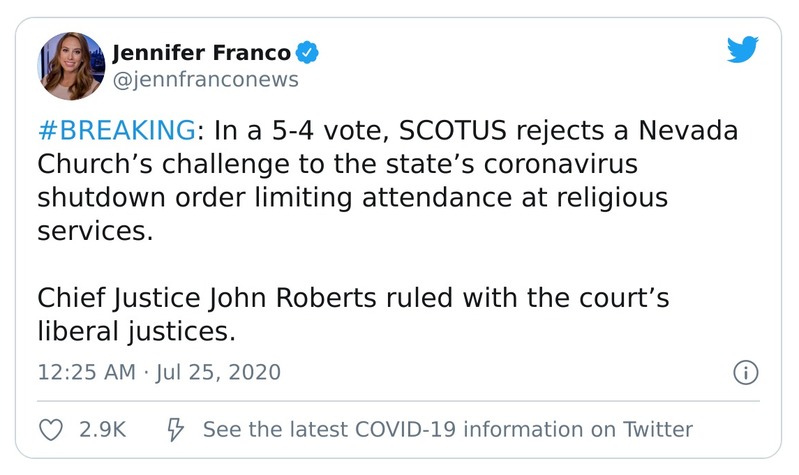 Jennifer Franco
@jennfranconews
#BREAKING: In a 5-4 vote, SCOTUS rejects a Nevada
Church’s challenge to the state’s coronavirus
shutdown order limiting attendance at religious
services.
Chief Justice John Roberts ruled with the court’s
liberal justices.
12:25 AM · Jul 25, 2020
2.9K See the latest COVID-19 information on Twitter